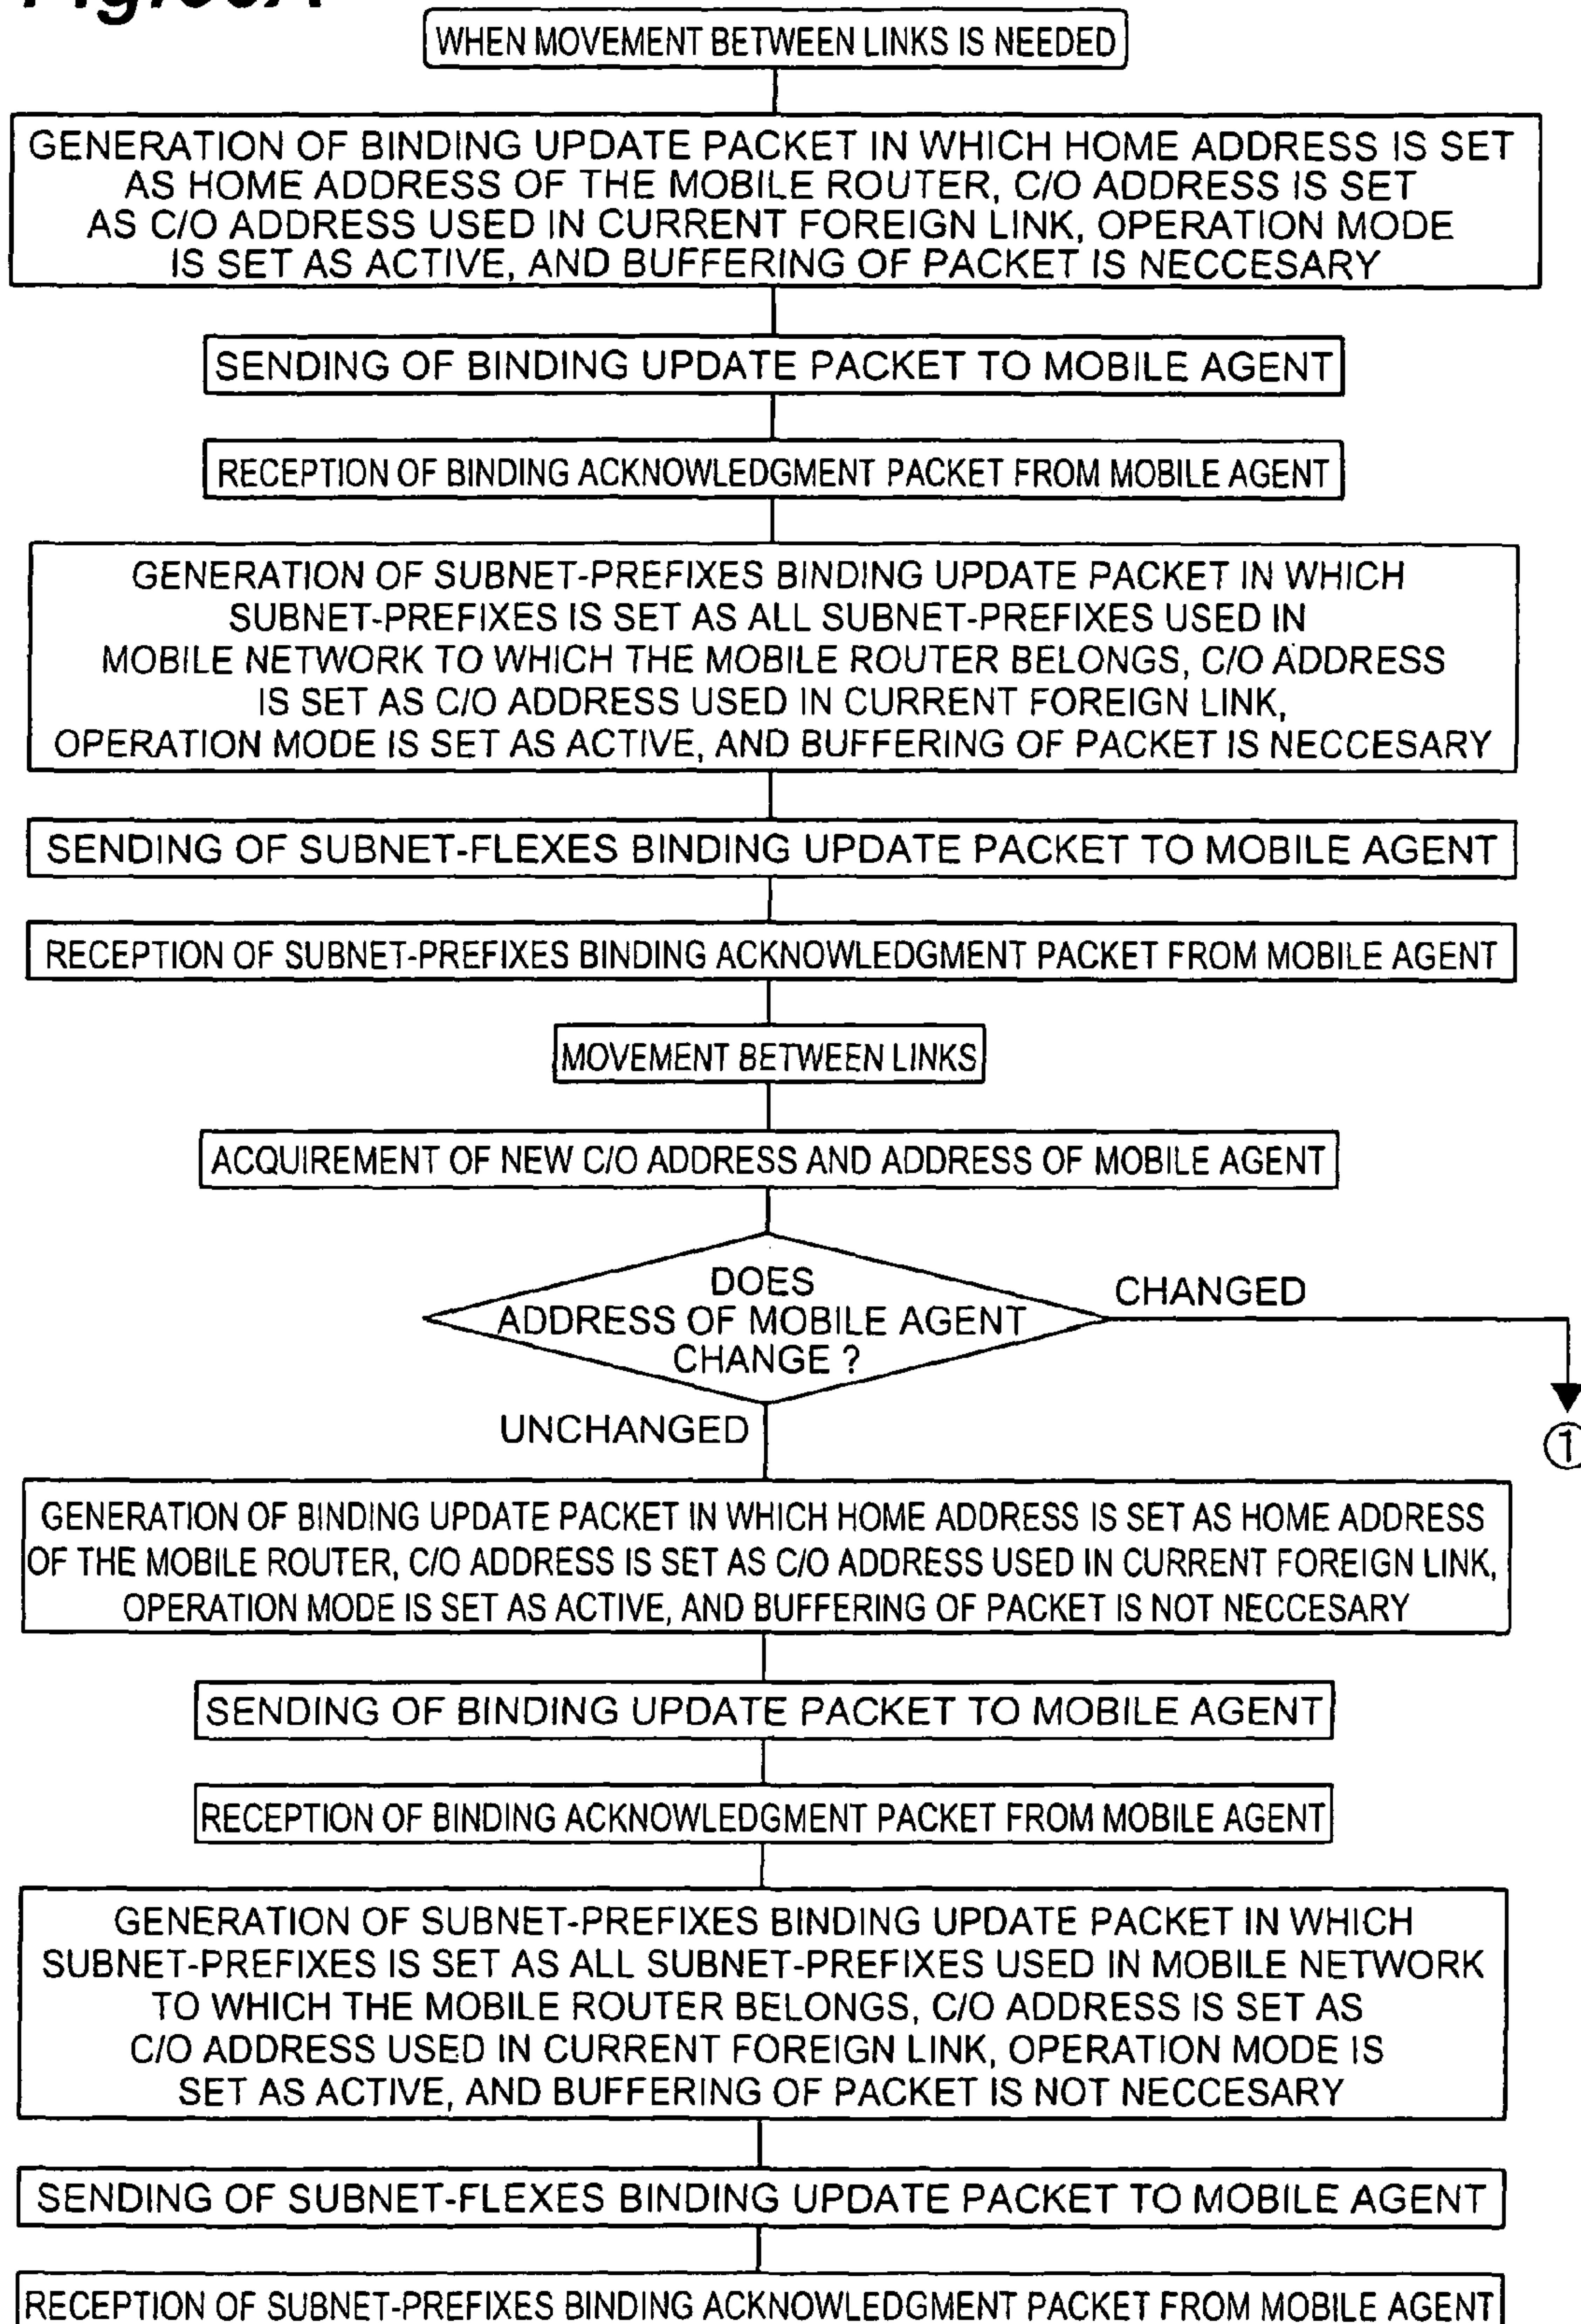 WHEN MOVEMENT BETWEEN LINKS IS NEEDED
GENERATION OF BINDING UPDATE PACKET IN WHICH HOME ADDRESS IS SET
AS HOME ADDRESS OF THE MOBILE ROUTER, C/O ADDRESS IS SET
AS C/O ADDRESS USED IN CURRENT FOREIGN LINK, OPERATION MODE
IS SET AS ACTIVE, AND BUFFERING OF PACKET IS NECCESARY
SENDING OF BINDING UPDATE PACKET TO MOBILE AGENT
RECEPTION OF BINDING ACKNOWLEDGMENT PACKET FROM MOBILE AGENT
GENERATION OF SUBNET-PREFIXES BINDING UPDATE PACKET IN WHICH
SUBNET-PREFIXES IS SET AS ALL SUBNET-PREFIXES USED IN
MOBILE NETWORK TO WHICH THE MOBILE ROUTER BELONGS, C/O ADDRESS
IS SET AS C/O ADDRESS USED IN CURRENT FOREIGN LINK,
OPERATION MODE IS SET AS ACTIVE, AND BUFFERING OF PACKET IS NECCESARY
SENDING OF SUBNET-FLEXES BINDING UPDATE PACKET TO MOBILE AGENT
RECEPTION OF SUBNET-PREFIXES BINDING ACKNOWLEDGMENT PACKET FROM MOBILE AGENT
MOVEMENT BETWEEN LINKS
ACQUIREMENT OF NEW C/O ADDRESS AND ADDRESS OF MOBILE AGENT
DOES
ADDRESS OF MOBILE AGENT
CHANGE ?
CHANGED
①
UNCHANGED
GENERATION OF BINDING UPDATE PACKET IN WHICH HOME ADDRESS IS SET AS HOME ADDRESS
OF THE MOBILE ROUTER, C/O ADDRESS IS SET AS C/O ADDRESS USED IN CURRENT FOREIGN LINK,
OPERATION MODE IS SET AS ACTIVE, AND BUFFERING OF PACKET IS NOT NECCESARY
SENDING OF BINDING UPDATE PACKET TO MOBILE AGENT
RECEPTION OF BINDING ACKNOWLEDGMENT PACKET FROM MOBILE AGENT
GENERATION OF SUBNET-PREFIXES BINDING UPDATE PACKET IN WHICH
SUBNET-PREFIXES IS SET AS ALL SUBNET-PREFIXES USED IN MOBILE NETWORK
TO WHICH THE MOBILE ROUTER BELONGS, C/O ADDRESS IS SET AS
C/O ADDRESS USED IN CURRENT FOREIGN LINK, OPERATION MODE IS
SET AS ACTIVE, AND BUFFERING OF PACKET IS NOT NECCESARY
SENDING OF SUBNET-FLEXES BINDING UPDATE PACKET TO MOBILE AGENT
RECEPTION OF SUBNET-PREFIXES BINDING ACKNOWLEDGMENT PACKET FROM MOBILE AGENT